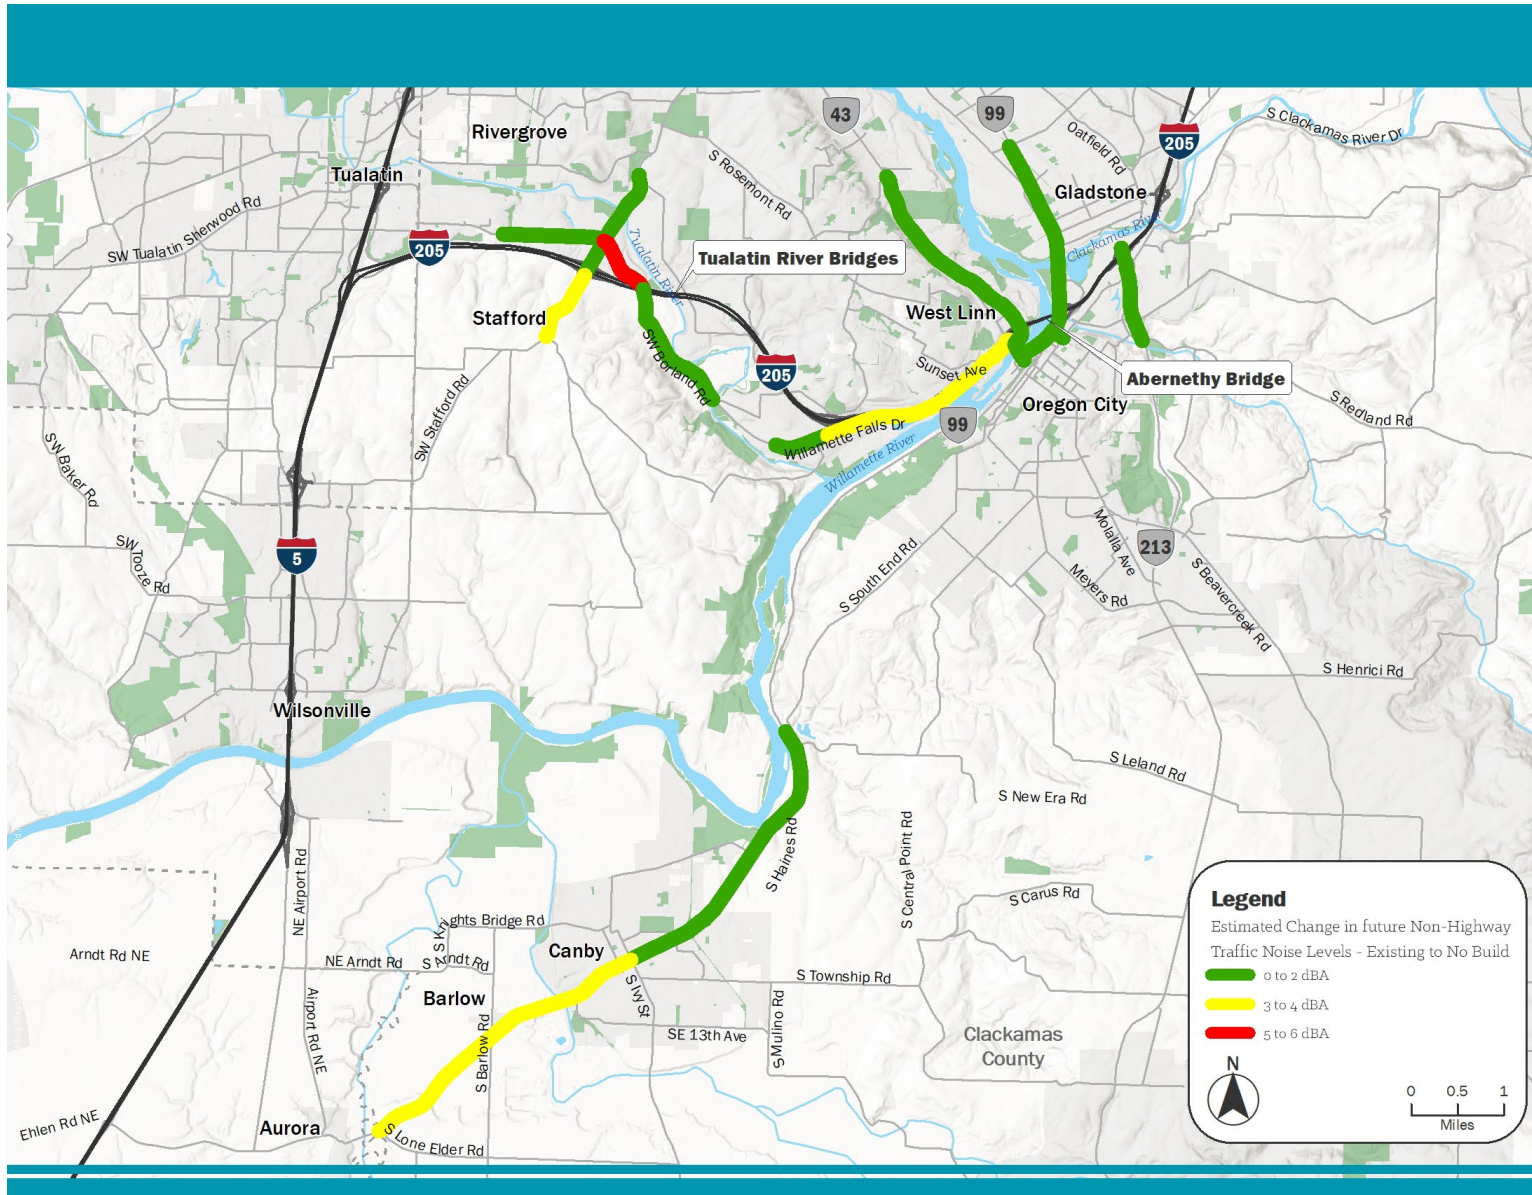 43
99
Oatfield Rd
S Clackamas River Dr
205
Rivergrove
Tualatin
S Rosemont Rd
Gladstone
SW Tualatin Sherwood Rd
205
Tualatin River
Clackamas River
Tualatin River Bridges
Stafford
West Linn
SW Borland Rd
205
Sunset Ave
Abernethy Bridge
Oregon City
S Redland Rd
SW Stafford Rd
99
Willamette Falls Dr
Willamette River
SW Baker Rd
SW Tooze Rd
5
Molalla Ave
213
S South End Rd
Meyers Rd
S Beavercreek Rd
S Henrici Rd
Wilsonville
S Leland Rd
S New Era Rd
NE Airport Rd
S Haines Rd
S Central Point Rd
S Carus Rd
S Knights Bridge Rd
Arndt Rd NE
NE Arndt Rd
S Arndt Rd
Canby
S Township Rd
Barlow
S Ivy St
Airport Rd NE
S Barlow Rd
SE 13th Ave
S Mulino Rd
Clackamas
County
Ehlen Rd NE
Aurora
S Lone Elder Rd
Legend
Estimated Change in future Non-Highway
Traffic Noise Levels - Existing to No Build
0 to 2 dBA
3 to 4 dBA
5 to 6 dBA
N
0 0.5 1
Miles